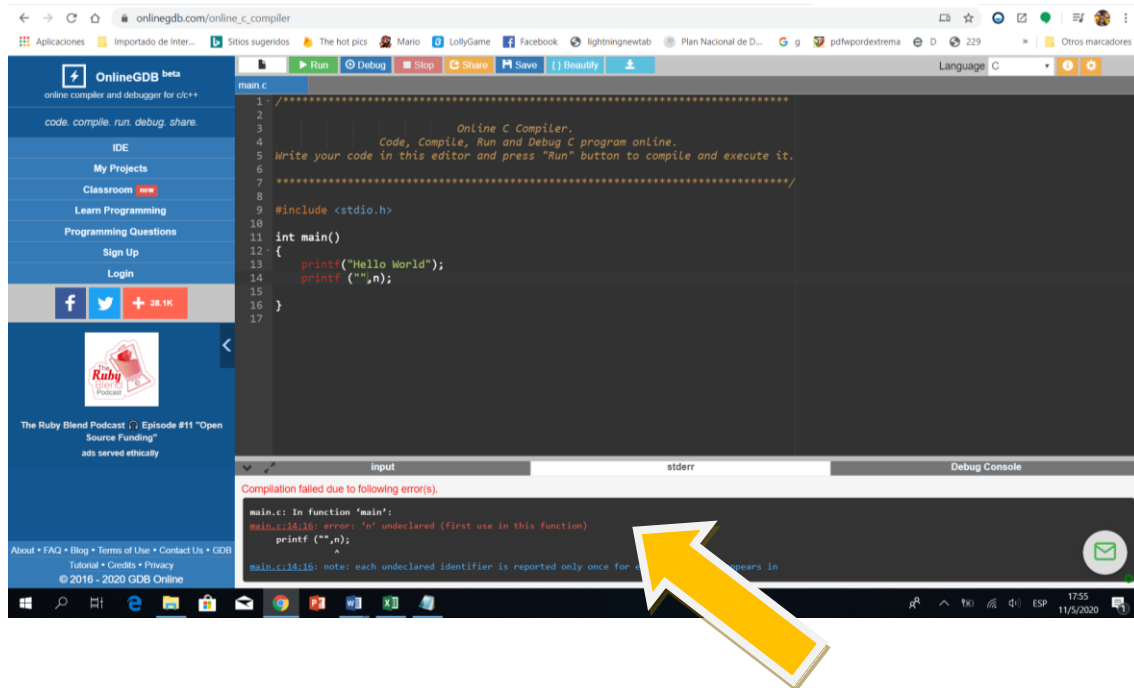 onlinegdb.com/online_c_compiler
Aplicaciones Importado de Inter... Sitios sugeridos The hot pics Mario LollyGame Facebook lightningnewtab Plan Nacional de D... g pdfwpordextrema D 229 » Otros marcadores
OnlineGDB beta
online compiler and debugger for c/c++
code. compile. run. debug. share.
IDE
My Projects
Classroom new
Learn Programming
Programming Questions
Sign Up
Login
f + 38.1K
The Ruby Blend Podcast
The Ruby Blend Podcast 🎧 Episode #11 "Open
Source Funding"
ads served ethically
About • FAQ • Blog • Terms of Use • Contact Us • GDB
Tutorial • Credits • Privacy
© 2016 - 2020 GDB Online
Run Debug Stop Share Save { } Beautify Language C
main.c
1 /******************************************************************************
2
3 Online C Compiler.
4 Code, Compile, Run and Debug C program online.
5 Write your code in this editor and press "Run" button to compile and execute it.
6
7 *******************************************************************************/
8
9 #include <stdio.h>
10
11 int main()
12 {
13 printf("Hello World");
14 printf ("",n);
15
16 }
17
input stderr Debug Console
Compilation failed due to following error(s).
main.c: In function ‘main’:
main.c:14:16: error: ‘n’ undeclared (first use in this function)
printf ("",n);
^
main.c:14:16: note: each undeclared identifier is reported only once for appears in
ESP
17:55
11/5/2020
1